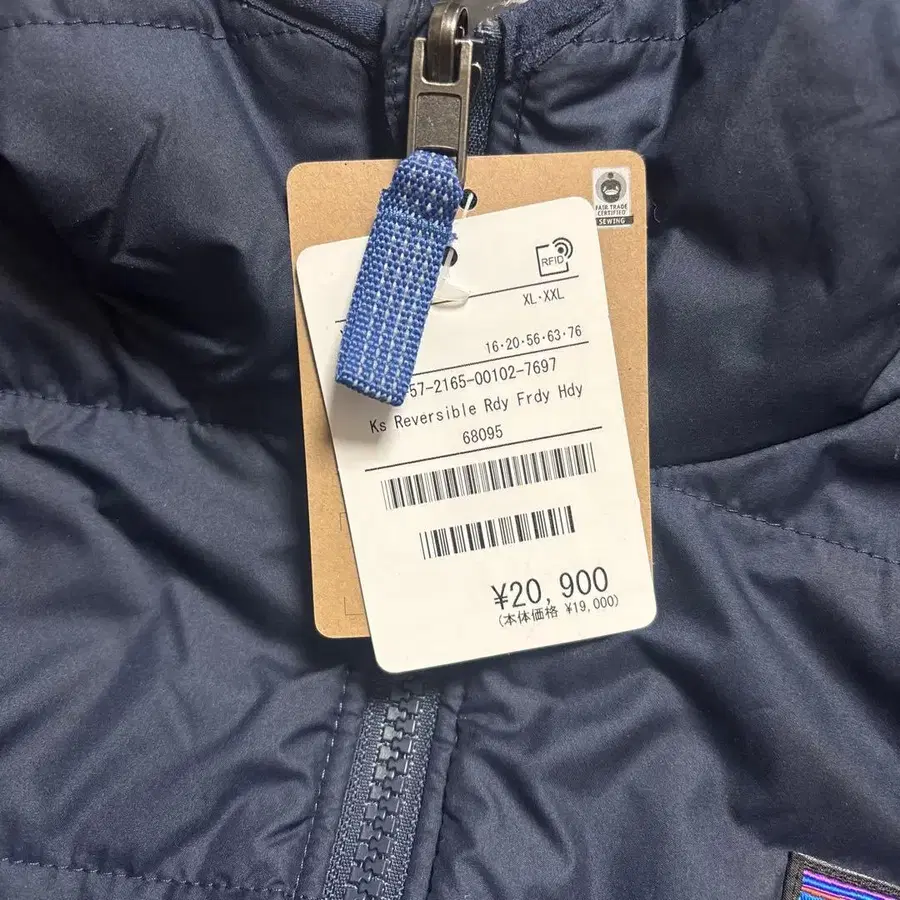 FAIR TRADE
CERTIFIED
SEWING
RFID
XL·XXL
16·20·56·63·76
57-2165-00102-7697
Ks Reversible Rdy Frdy Hdy
68095
¥20,900
(本体価格 ¥19,000)